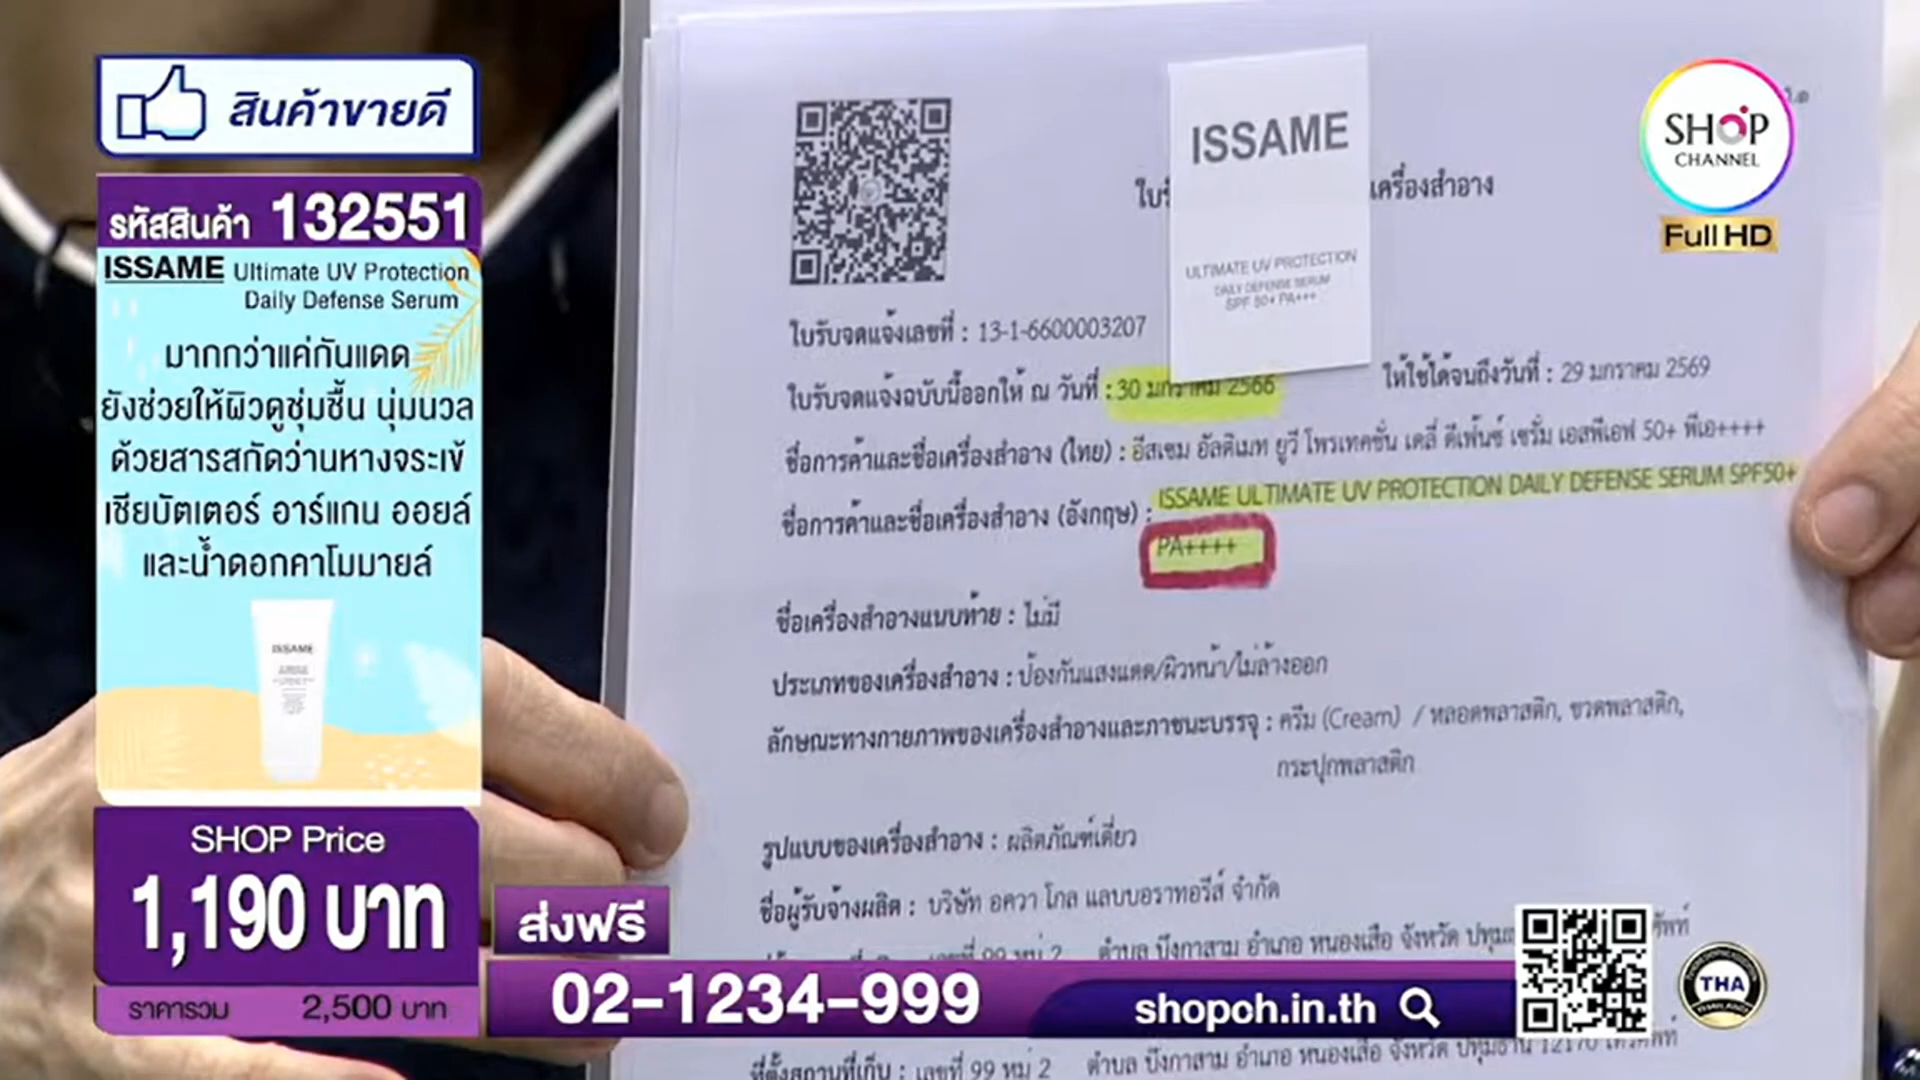 สินค้าขายดี
รหัสสินค้า 132551
ISSAME Ultimate UV Protection
Daily Defense Serum
มากกว่าแค่กันแดด
ยังช่วยให้ผิวดูชุ่มชื้น นุ่มนวล
ด้วยสารสกัดว่านหางจระเข้
เชียบัตเตอร์ อาร์แกน ออยล์
และน้ำดอกคาโมมายล์
ISSAME
SHOP Price
1,190 บาท
ราคารวม 2,500 บาท
ส่งฟรี
02-1234-999
shopch.in.th
SHOP
CHANNEL
Full HD
THA
ISSAME
ULTIMATE UV PROTECTION
DAILY DEFENSE SERUM
SPF 50+ PA+++
เครื่องสำอาง
ใบรับจดแจ้งเลขที่ : 13-1-6600003207
ใบรับจดแจ้งฉบับนี้ออกให้ ณ วันที่ : 30 มกราคม 2566 ให้ใช้ได้จนถึงวันที่ : 29 มกราคม 2569
ชื่อการค้าและชื่อเครื่องสำอาง (ไทย) : อีสเซม อัลติเมท ยูวี โพรเทคชั่น เดลี่ ดีเฟ้นซ์ เซรั่ม เอสพีเอฟ 50+ พีเอ++++
ชื่อการค้าและชื่อเครื่องสำอาง (อังกฤษ) : ISSAME ULTIMATE UV PROTECTION DAILY DEFENSE SERUM SPF50+
PA++++
ชื่อเครื่องสำอางแนบท้าย : ไม่มี
ประเภทของเครื่องสำอาง : ป้องกันแสงแดด/ผิวหน้า/ไม่ล้างออก
ลักษณะทางกายภาพของเครื่องสำอางและภาชนะบรรจุ : ครีม (Cream) / หลอดพลาสติก, ขวดพลาสติก,
กระปุกพลาสติก
รูปแบบของเครื่องสำอาง : ผลิตภัณฑ์เดี่ยว
ชื่อผู้รับจ้างผลิต : บริษัท อควา โกล แลบบอราทอรีส์ จำกัด
เลขที่ 99 หมู่ 2 ตำบล บึงกาสาม อำเภอ หนองเสือ จังหวัด
ที่ตั้งสถานที่เก็บ : เลขที่ 99 หมู่ 2 ตำบล บึงกาสาม อำเภอ หนองเสือ จังหวัด ปทุมธานี 12170